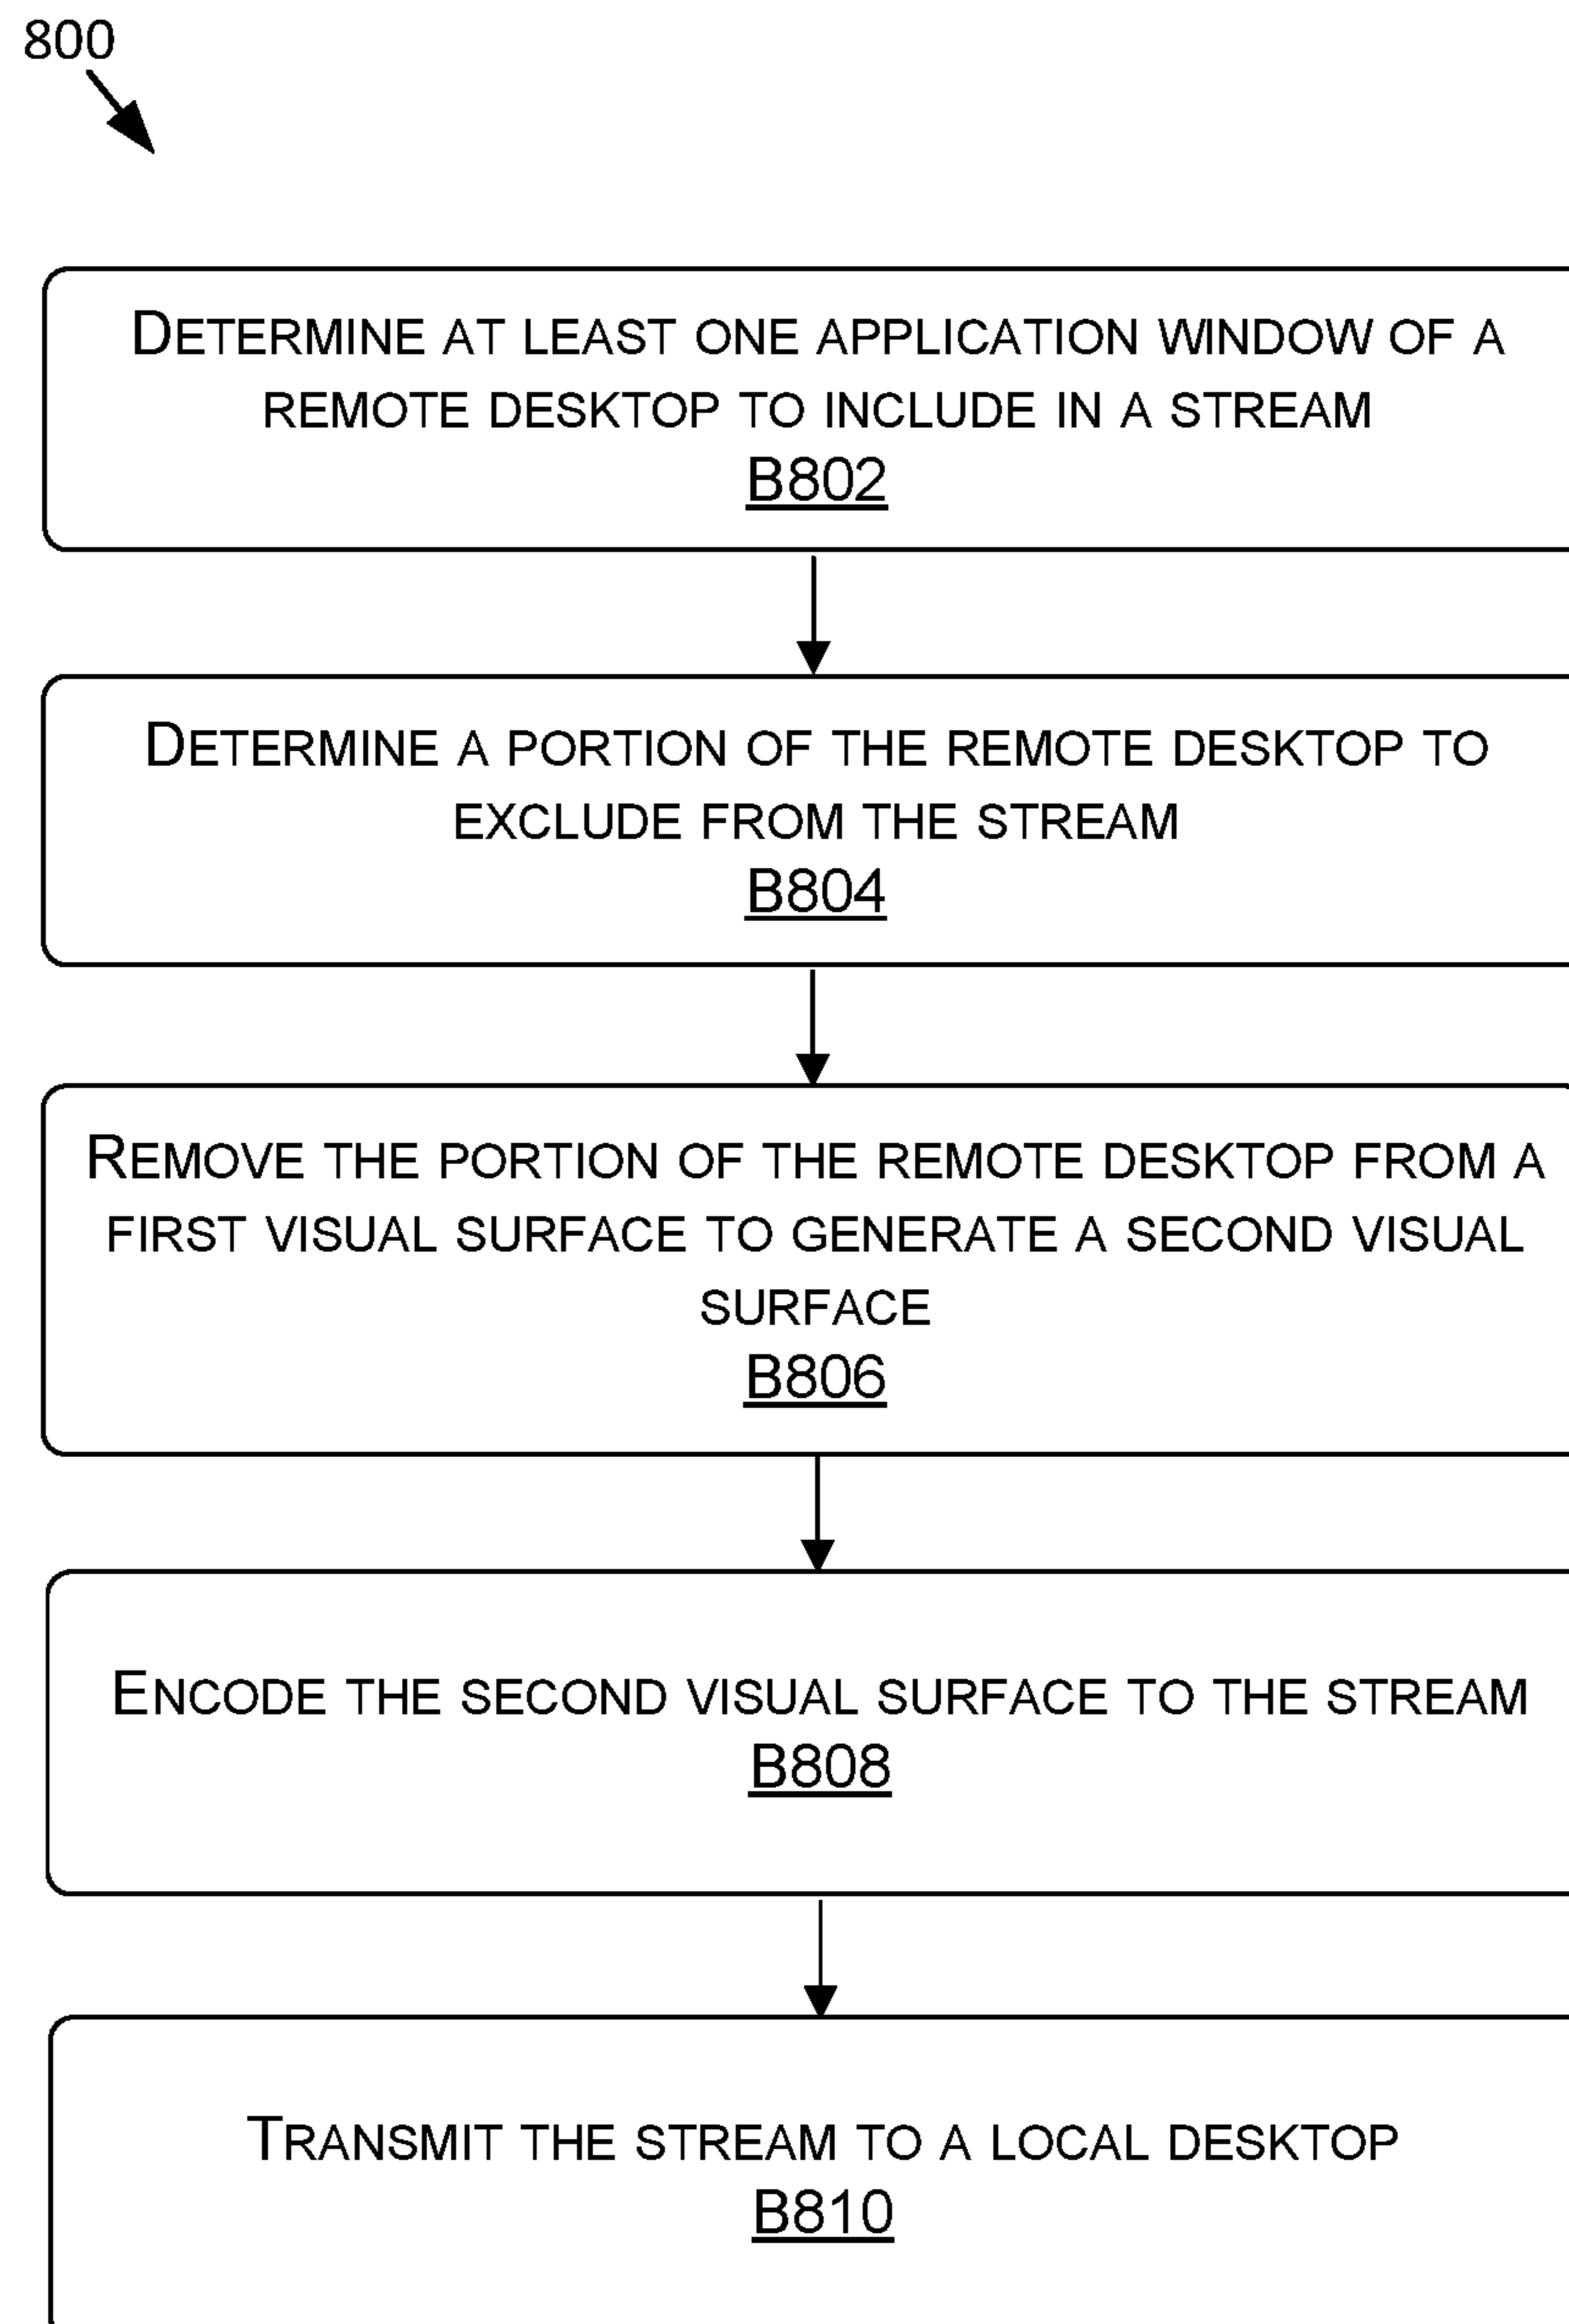 800
DETERMINE AT LEAST ONE APPLICATION WINDOW OF A
REMOTE DESKTOP TO INCLUDE IN A STREAM
B802
DETERMINE A PORTION OF THE REMOTE DESKTOP TO
EXCLUDE FROM THE STREAM
B804
REMOVE THE PORTION OF THE REMOTE DESKTOP FROM A
FIRST VISUAL SURFACE TO GENERATE A SECOND VISUAL
SURFACE
B806
ENCODE THE SECOND VISUAL SURFACE TO THE STREAM
B808
TRANSMIT THE STREAM TO A LOCAL DESKTOP
B810